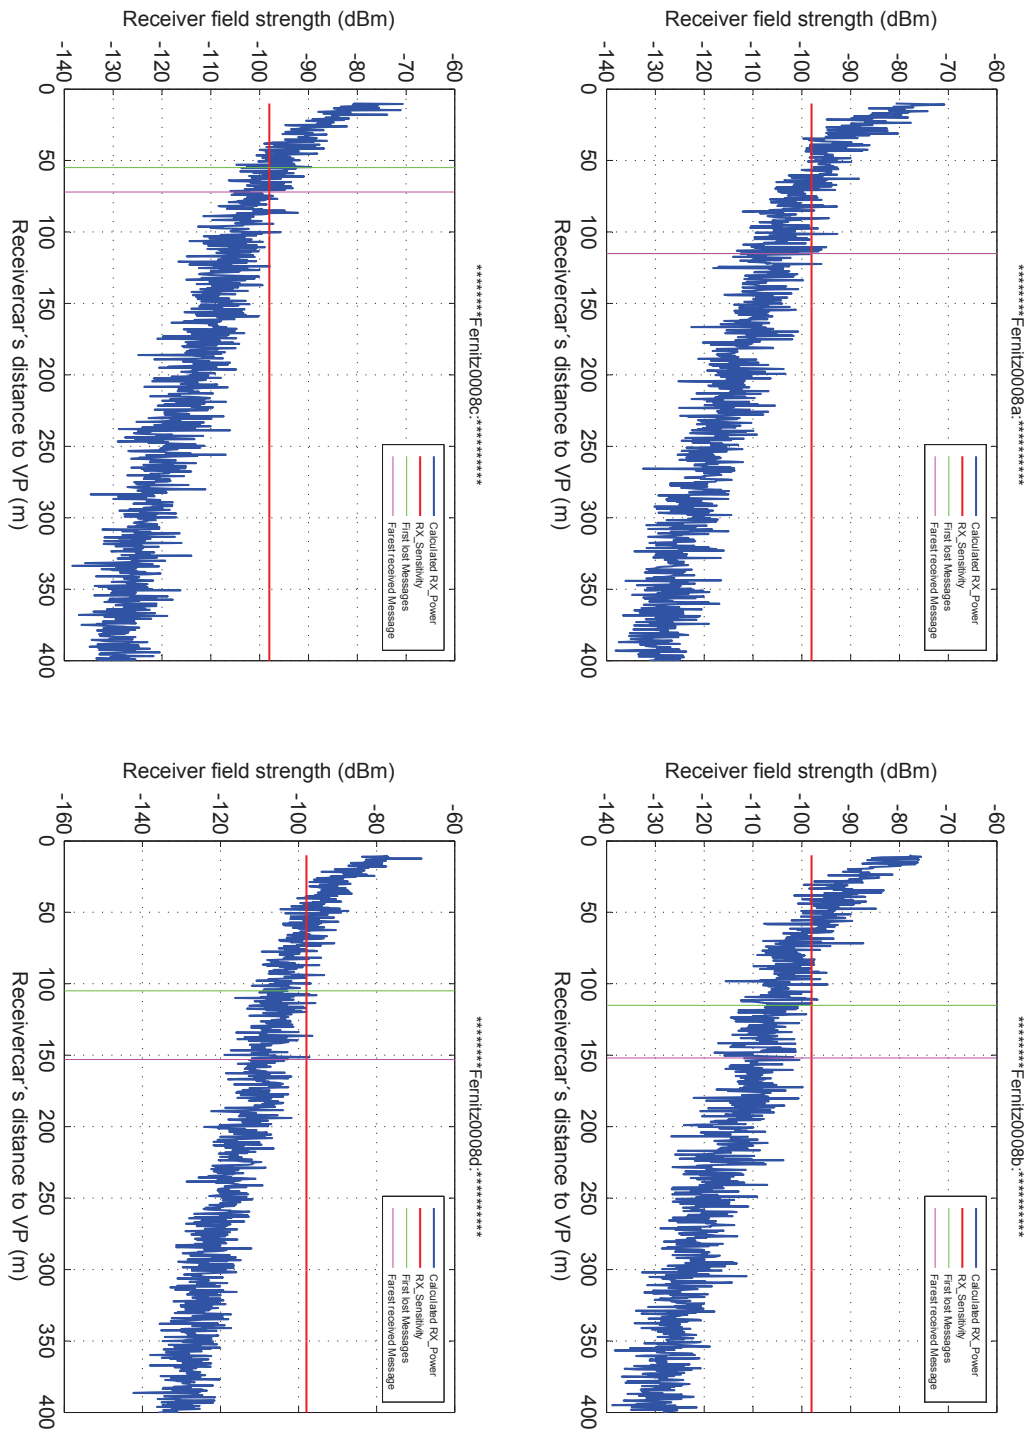 ********Fernitz0008a:**********
Receiver field strength (dBm)
-60
-70
-80
-90
-100
-110
-120
-130
-140
0 50 100 150 200 250 300 350 400
Receivercar´s distance to VP (m)
Calculated RX_Power
RX_Sensitivity
First lost Messages
Farest received Message
********Fernitz0008b:**********
Receiver field strength (dBm)
-60
-70
-80
-90
-100
-110
-120
-130
-140
0 50 100 150 200 250 300 350 400
Receivercar´s distance to VP (m)
Calculated RX_Power
RX_Sensitivity
First lost Messages
Farest received Message
********Fernitz0008c:**********
Receiver field strength (dBm)
-60
-70
-80
-90
-100
-110
-120
-130
-140
0 50 100 150 200 250 300 350 400
Receivercar´s distance to VP (m)
Calculated RX_Power
RX_Sensitivity
First lost Messages
Farest received Message
********Fernitz0008d:**********
Receiver field strength (dBm)
-60
-80
-100
-120
-140
-160
0 50 100 150 200 250 300 350 400
Receivercar´s distance to VP (m)
Calculated RX_Power
RX_Sensitivity
First lost Messages
Farest received Message